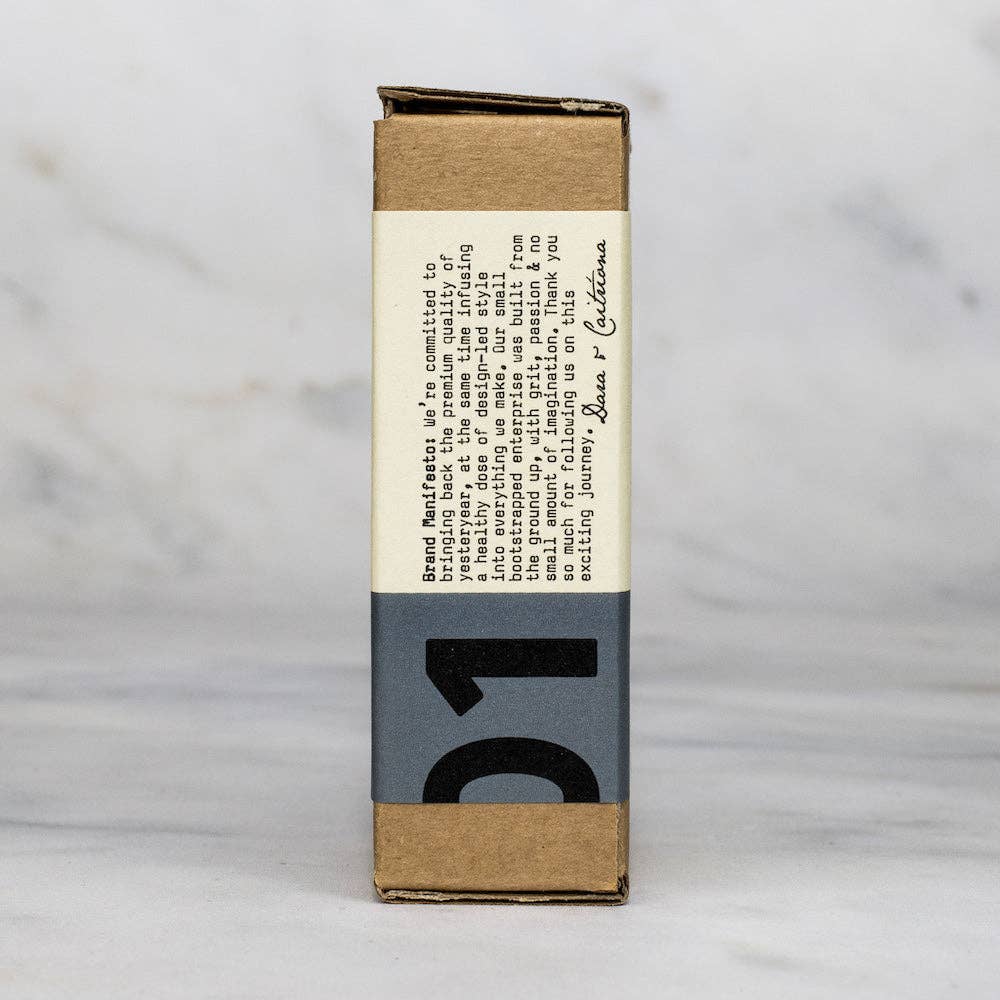 Brand Manifesto: We're committed to
bringing back the premium quality of
yesteryear, at the same time infusing
a healthy dose of design-led style
into everything we make. Our small
bootstrapped enterprise was built from
the ground up, with grit, passion & no
small amount of imagination. Thank you
so much for following us on this
exciting journey. Dara & Caitríona
01